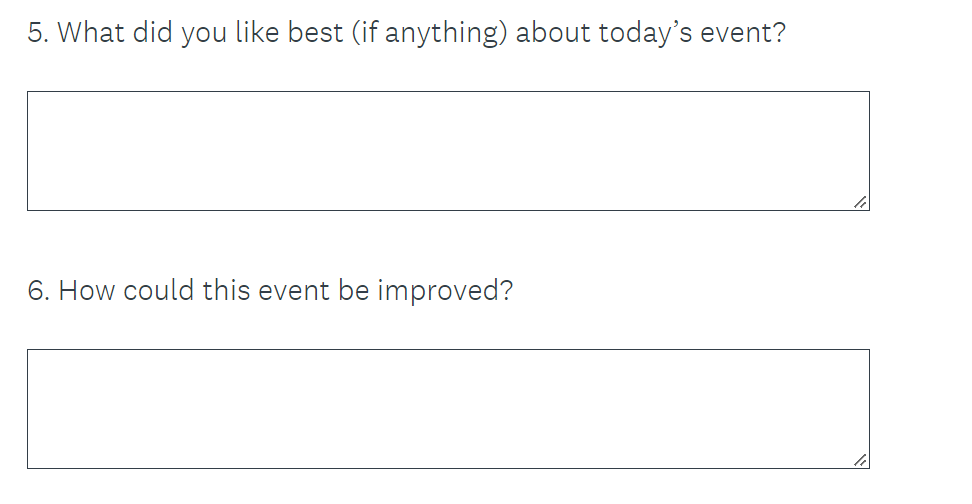 5. What did you like best (if anything) about today’s event?
6. How could this event be improved?